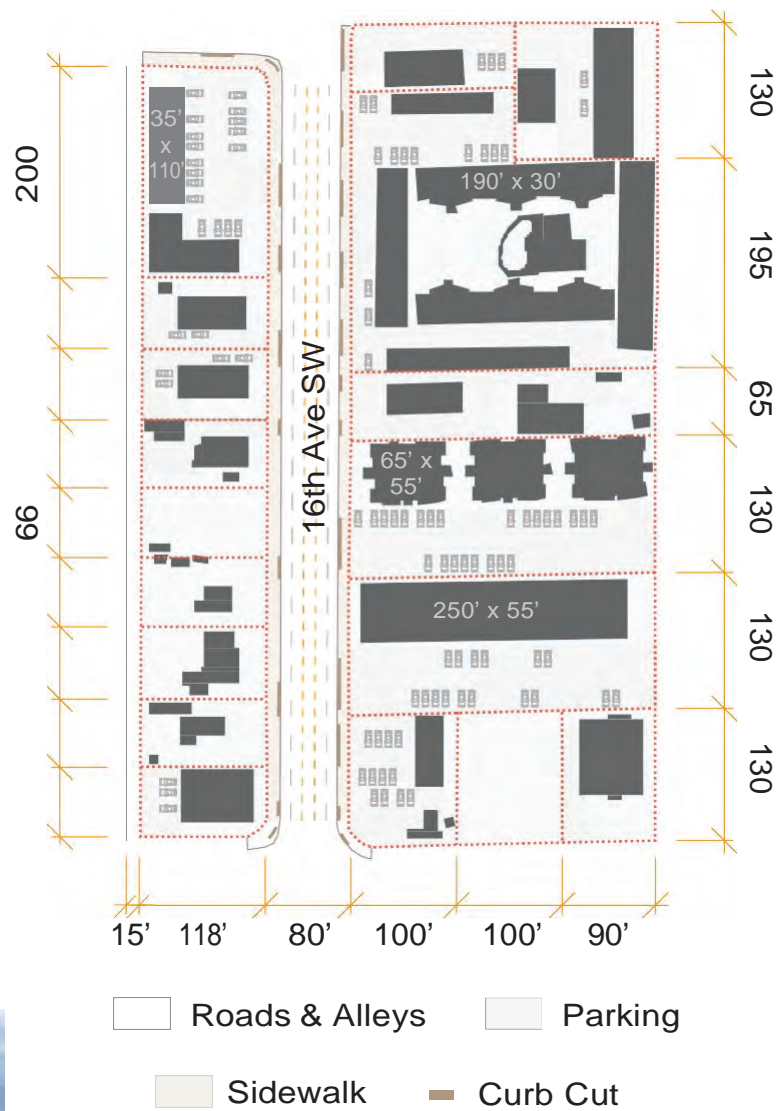 130
200
35'
x
110'
190' x 30'
195
16th Ave SW
65
65' x
55'
66
130
250' x 55'
130
130
15'
118'
80'
100'
100'
90'
Roads & Alleys
Parking
Sidewalk
Curb Cut